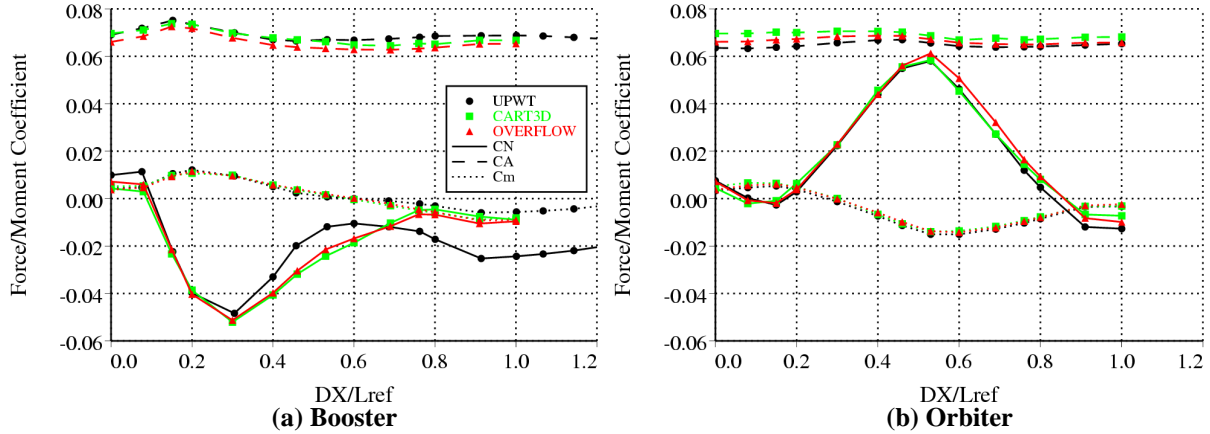 0.08
0.06
0.04
0.02
0.00
-0.02
-0.04
-0.06
Force/Moment Coefficient
0.0 0.2 0.4 0.6 0.8 1.0 1.2
DX/Lref
UPWT
CART3D
OVERFLOW
CN
CA
Cm
(a) Booster
0.08
0.06
0.04
0.02
0.00
-0.02
-0.04
-0.06
Force/Moment Coefficient
0.0 0.2 0.4 0.6 0.8 1.0 1.2
DX/Lref
(b) Orbiter